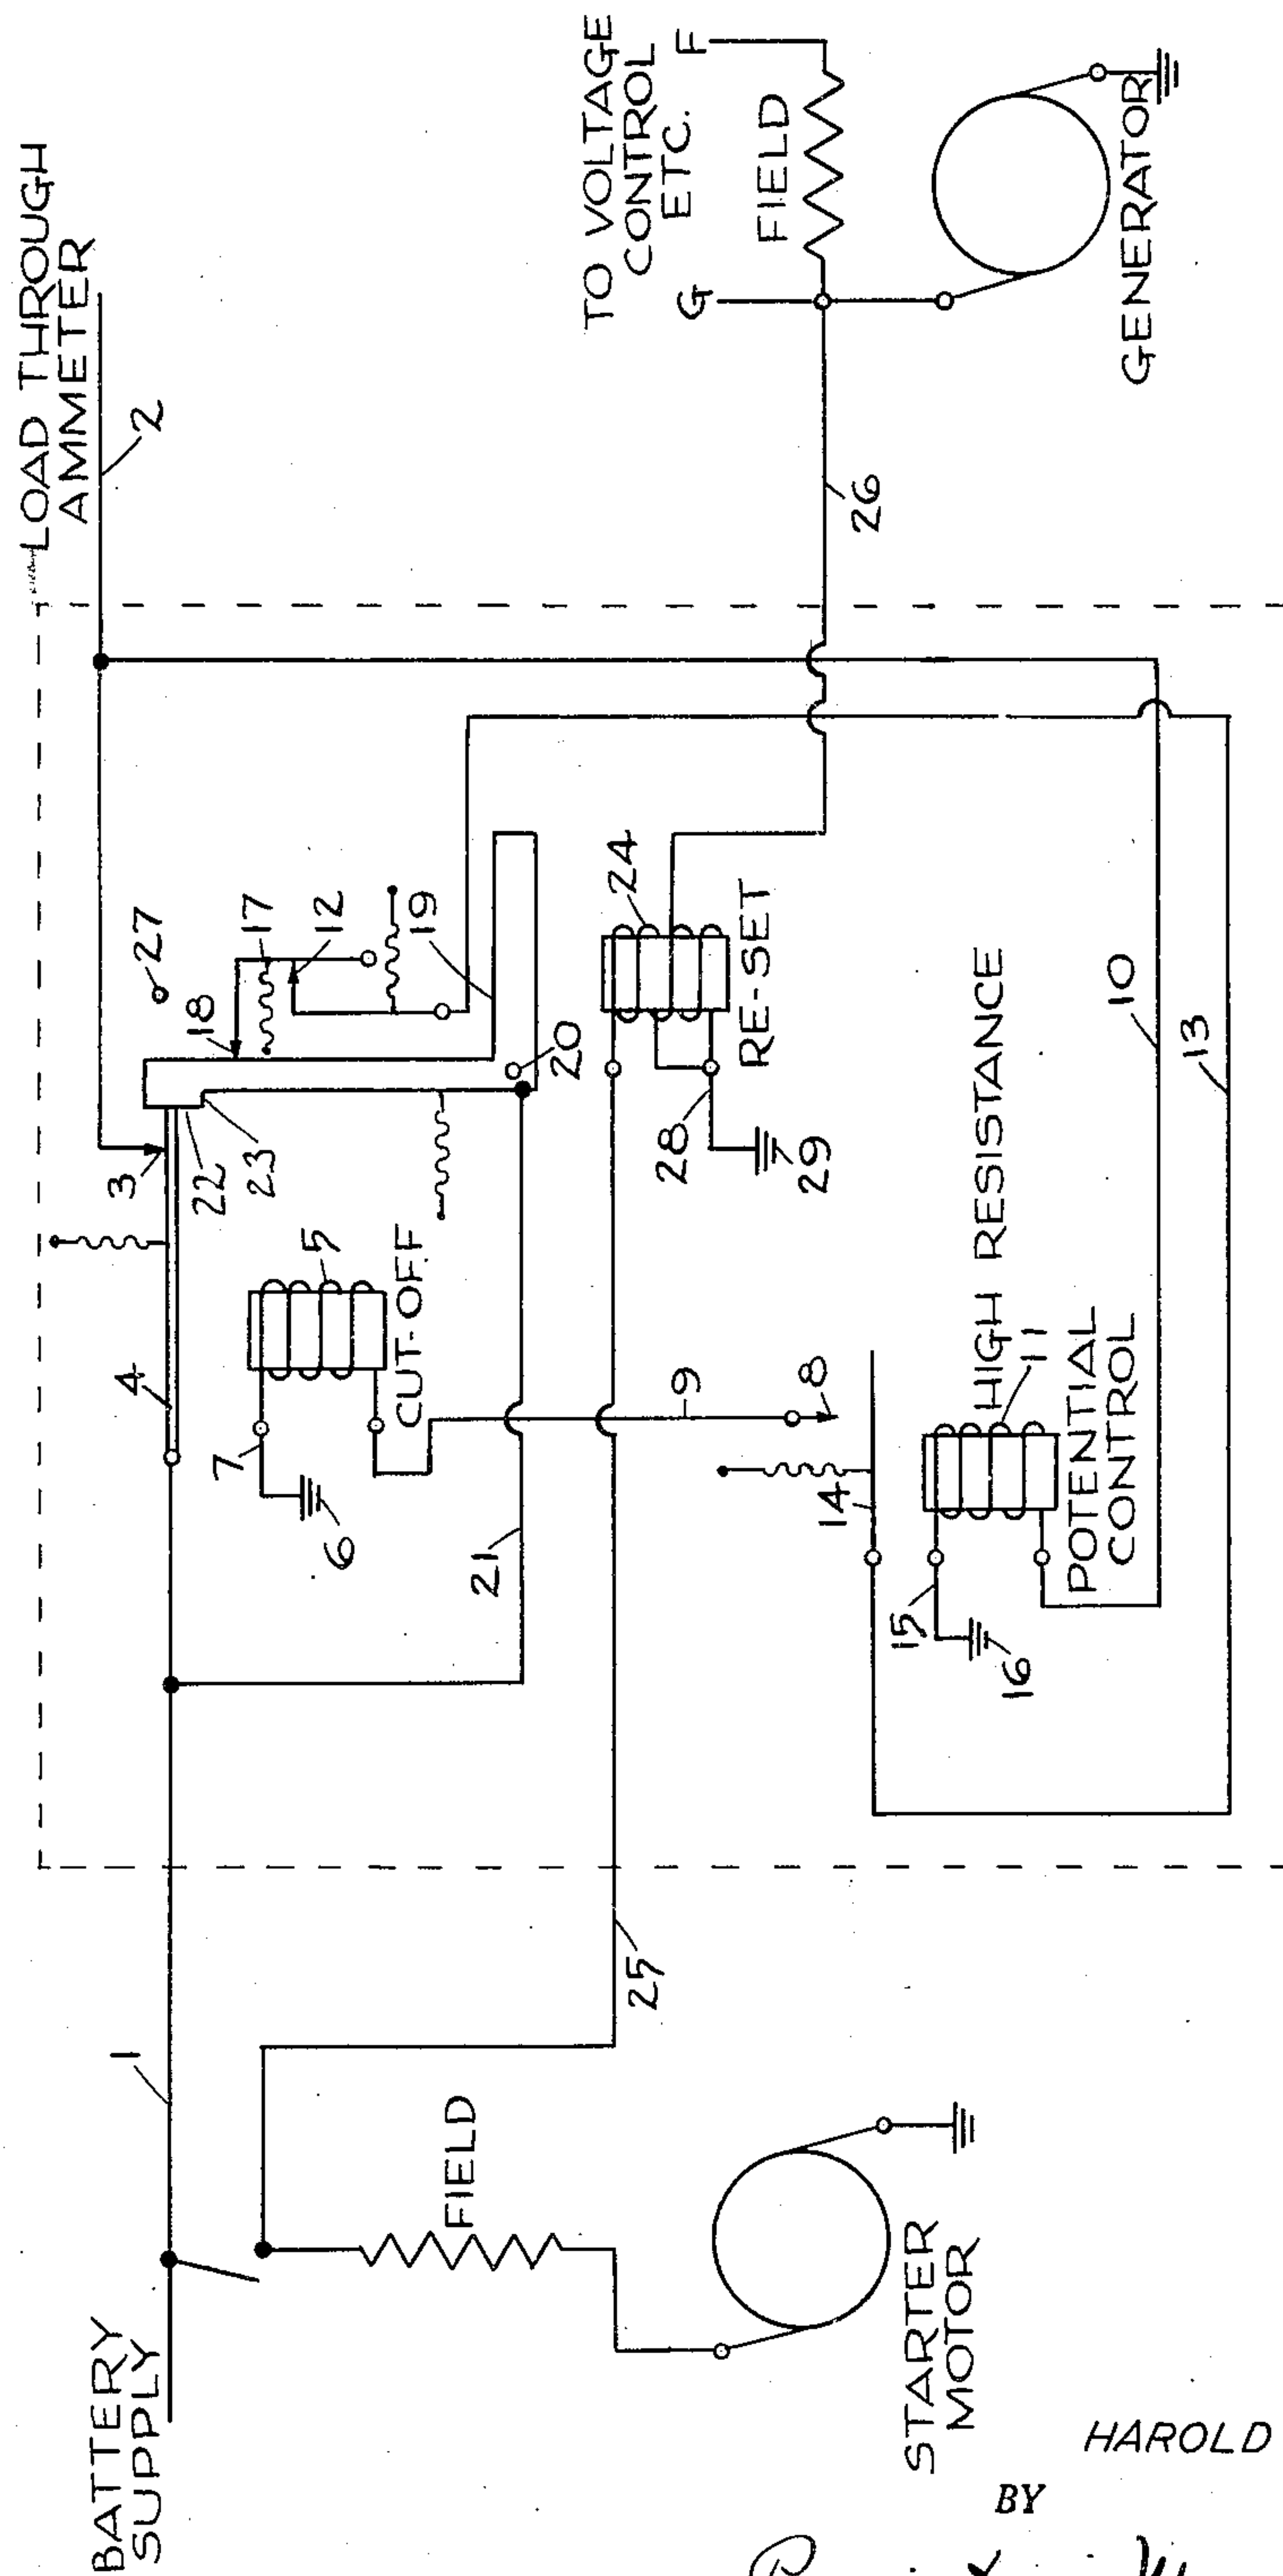 BATTERY
SUPPLY
1
LOAD THROUGH
AMMETER
2
3
4
22
23
18
27
17
12
19
20
7
5
CUT-OFF
6
21
24
RE-SET
28
29
25
26
TO VOLTAGE
CONTROL
ETC.
G
F
FIELD
GENERATOR
FIELD
STARTER
MOTOR
9
8
14
HIGH RESISTANCE
11
POTENTIAL
CONTROL
15
16
10
13
HAROLD
BY